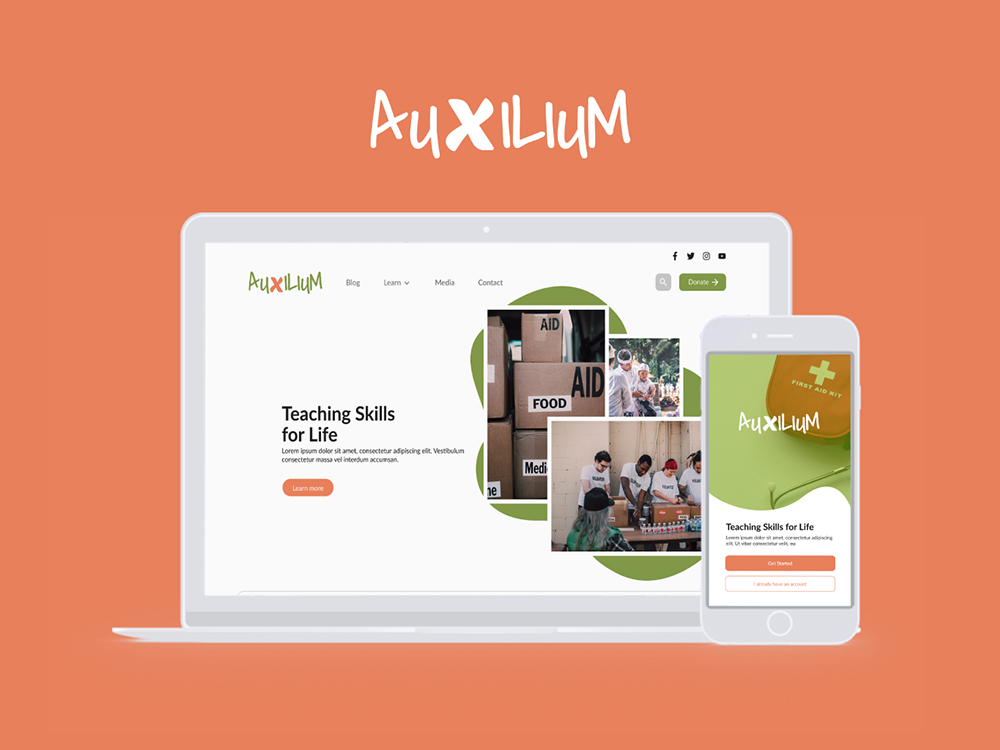 AUXILIUM
AUXILIUM
Blog
Learn
Media
Contact
Donate
Teaching Skills
for Life
Lorem ipsum dolor sit amet, consectetur adipiscing elit. Vestibulum
consectetur massa vel interdum accumsan.
Learn more
AID
AID
FOOD
Medi
ne
FIRST AID KIT
AUXILIUM
Teaching Skills for Life
Lorem ipsum dolor sit amet, consectetur adipiscing
elit. Ut vitae consectetur velit, ea
Get Started
I already have an account